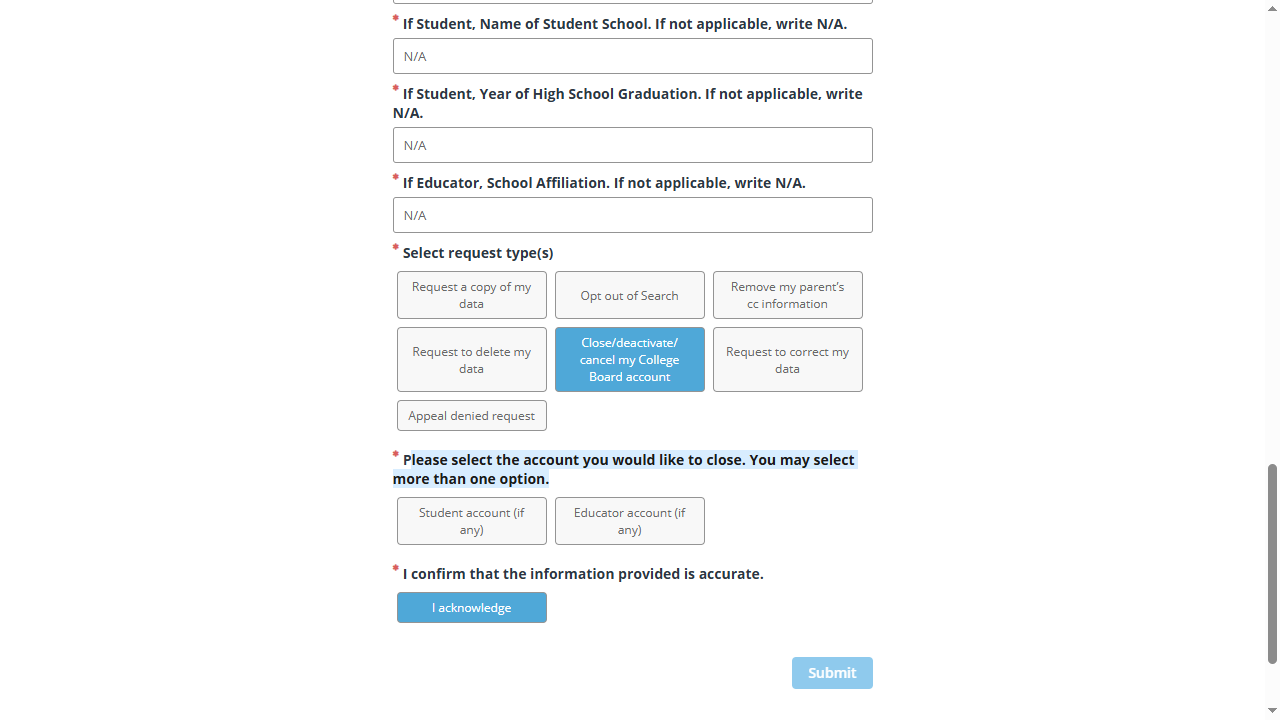 * If Student, Name of Student School. If not applicable, write N/A.
N/A
* If Student, Year of High School Graduation. If not applicable, write
N/A.
N/A
* If Educator, School Affiliation. If not applicable, write N/A.
N/A
* Select request type(s)
Request a copy of my
data
Opt out of Search
Remove my parent's
cc information
Request to delete my
data
Close/deactivate/
cancel my College
Board account
Request to correct my
data
Appeal denied request
* Please select the account you would like to close. You may select
more than one option.
Student account (if
any)
Educator account (if
any)
* I confirm that the information provided is accurate.
I acknowledge
Submit